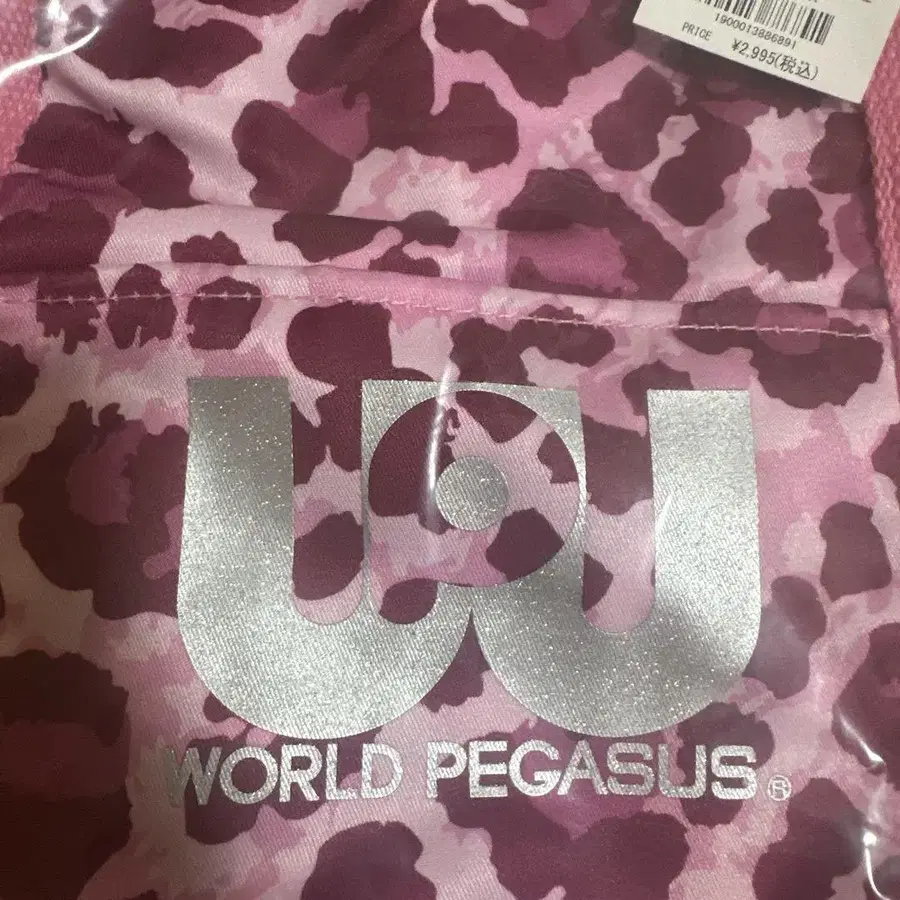 1900013886891
PRICE ¥2,995(税込)
WORLD PEGASUS®